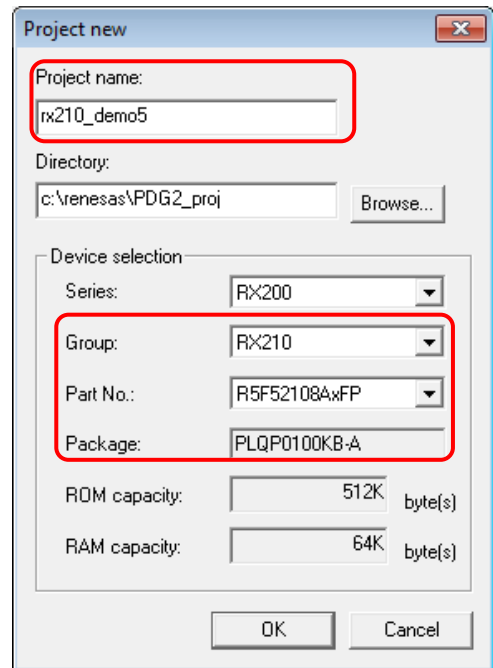 Project new
Project name:
rx210_demo5
Directory:
c:\renesas\PDG2_proj
Browse...
Device selection
Series: RX200
Group: RX210
Part No.: R5F52108AxFP
Package: PLQP0100KB-A
ROM capacity: 512K byte(s)
RAM capacity: 64K byte(s)
OK Cancel